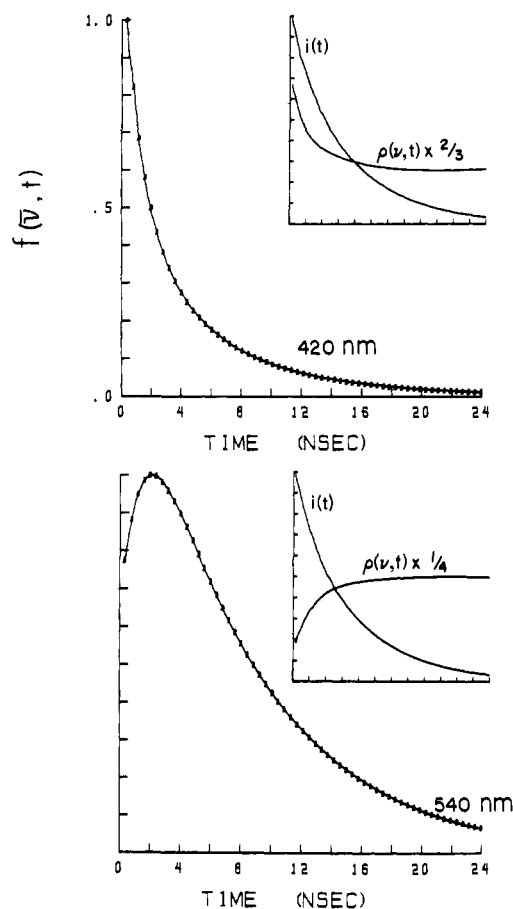 1.0
.5
.0
f(ν̅, t)
i(t)
ρ(ν,t) x 2/3
420 nm
0 4 8 12 16 20 24
TIME (NSEC)
i(t)
ρ(ν,t) x 1/4
540 nm
0 4 8 12 16 20 24
TIME (NSEC)